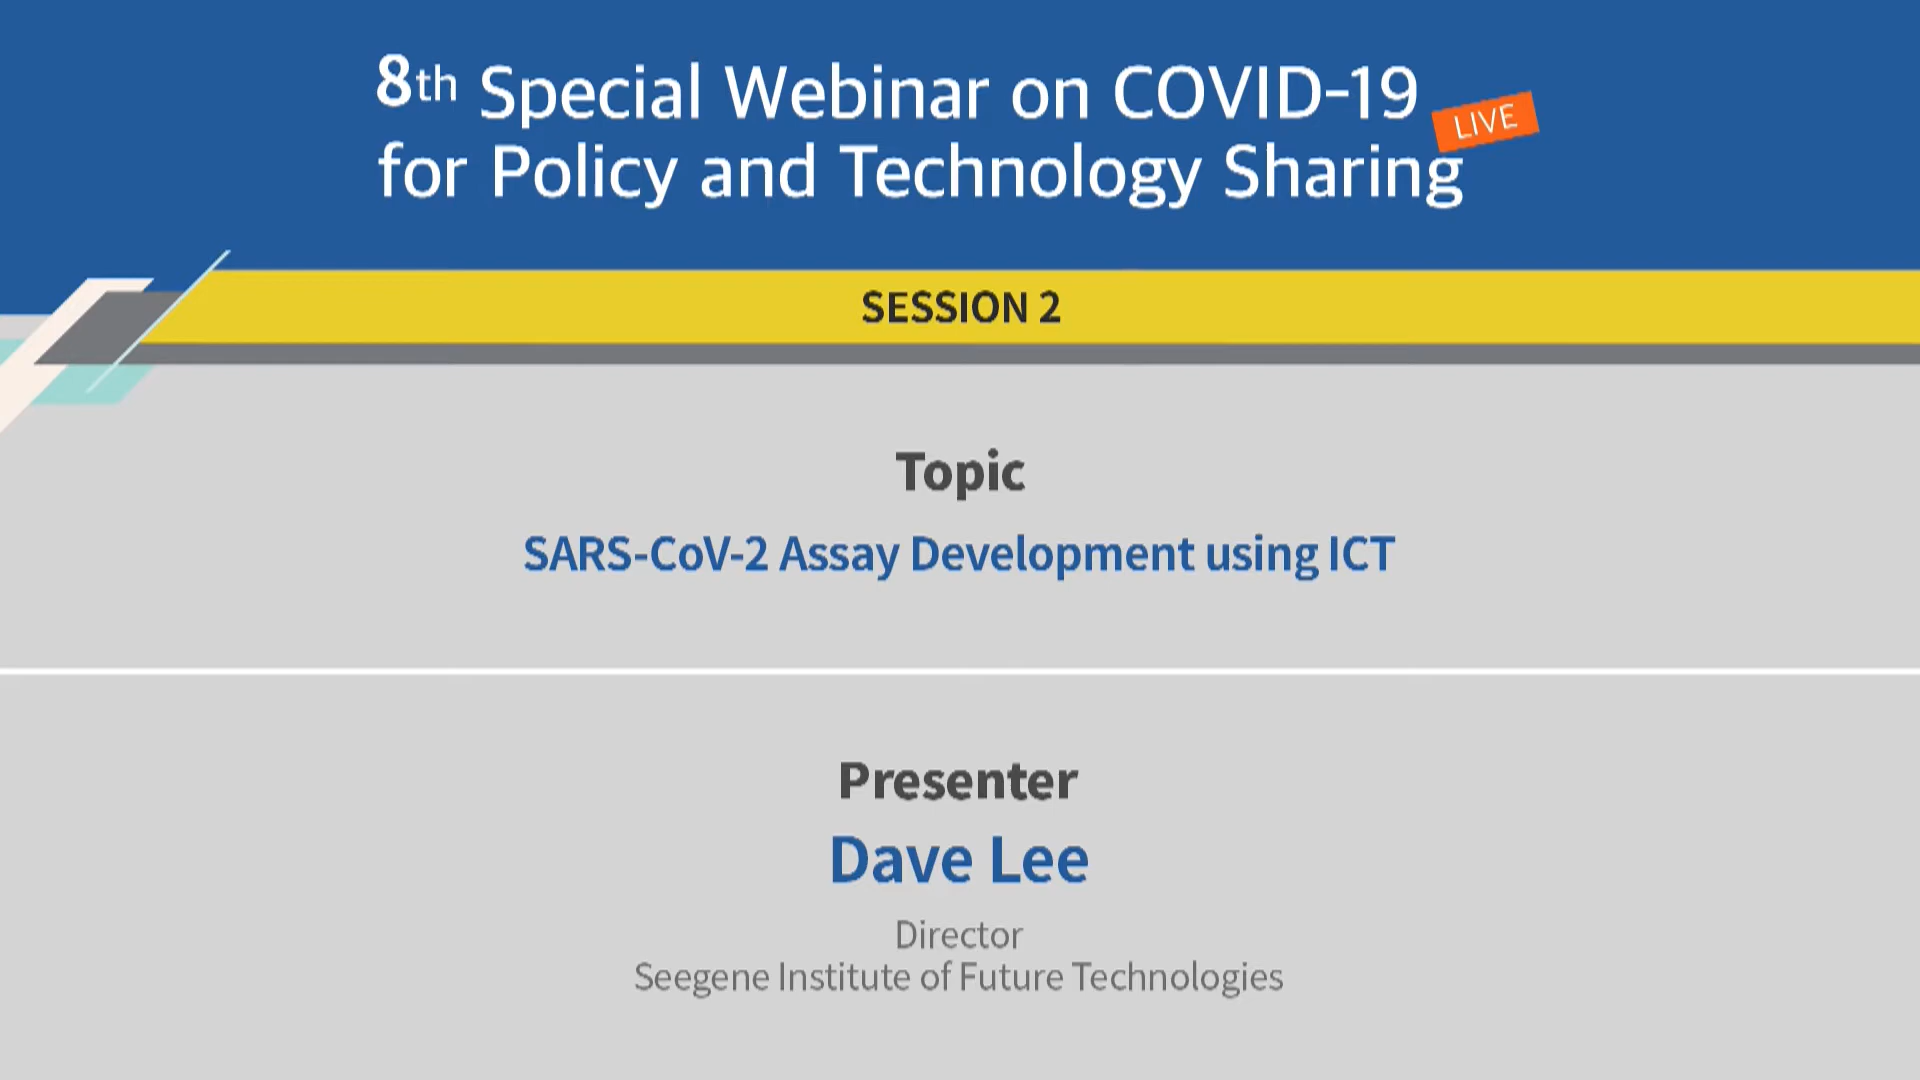 8th Special Webinar on COVID-19
LIVE
for Policy and Technology Sharing
SESSION 2
Topic
SARS-CoV-2 Assay Development using ICT
Presenter
Dave Lee
Director
Seegene Institute of Future Technologies